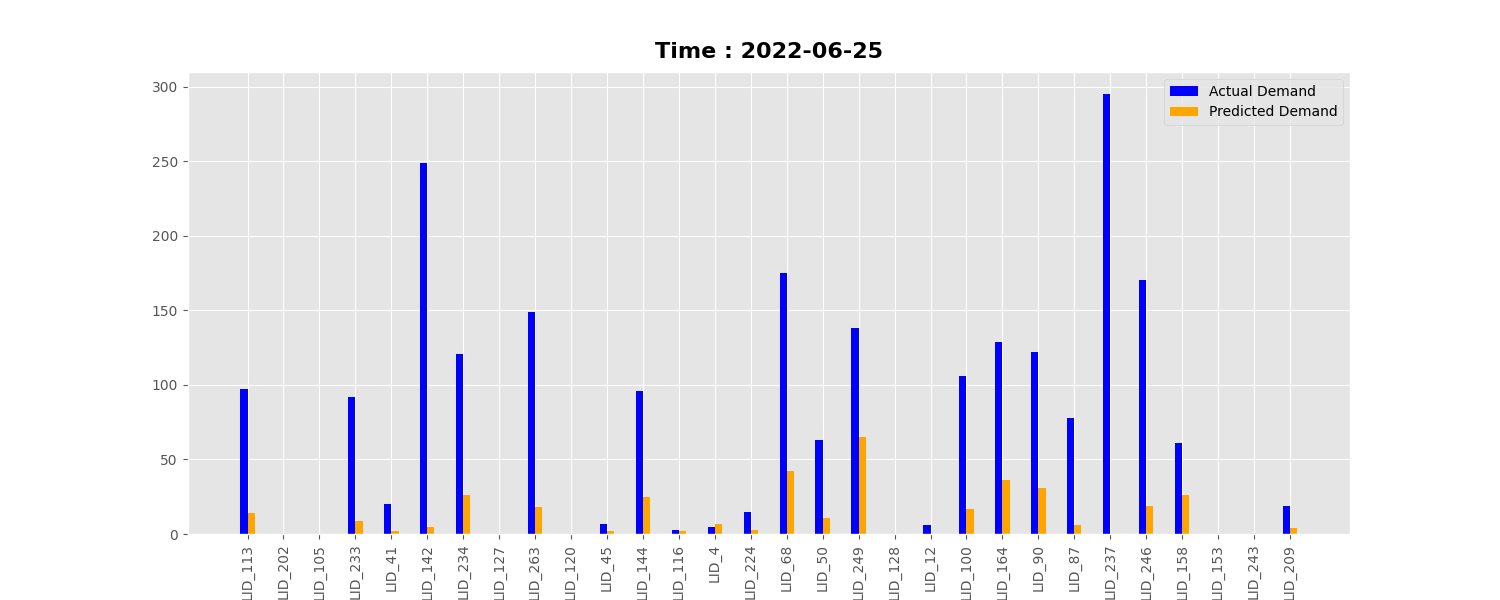 Time : 2022-06-25
Actual Demand
Predicted Demand
300
250
200
150
100
50
0
LID_113
LID_202
LID_105
LID_233
LID_41
LID_142
LID_234
LID_127
LID_263
LID_120
LID_45
LID_144
LID_116
LID_4
LID_224
LID_68
LID_50
LID_249
LID_128
LID_12
LID_100
LID_164
LID_90
LID_87
LID_237
LID_246
LID_158
LID_153
LID_243
LID_209